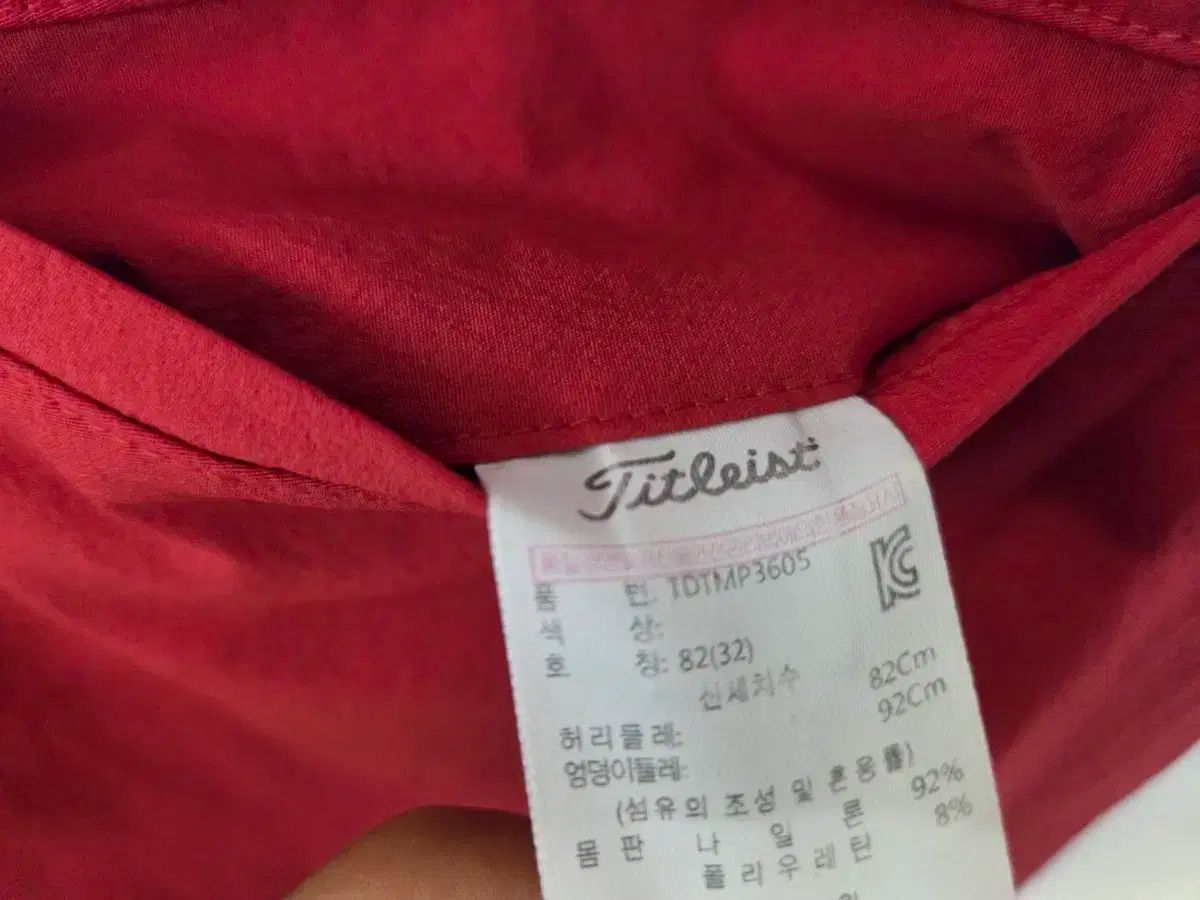 Titleist
품 번: TDTMP3605
색 상:
호 칭: 82(32)
신체치수
허리둘레: 82Cm
엉덩이둘레: 92Cm
(섬유의 조성 및 혼용률)
몸판 나일론 92%
폴리우레탄 8%